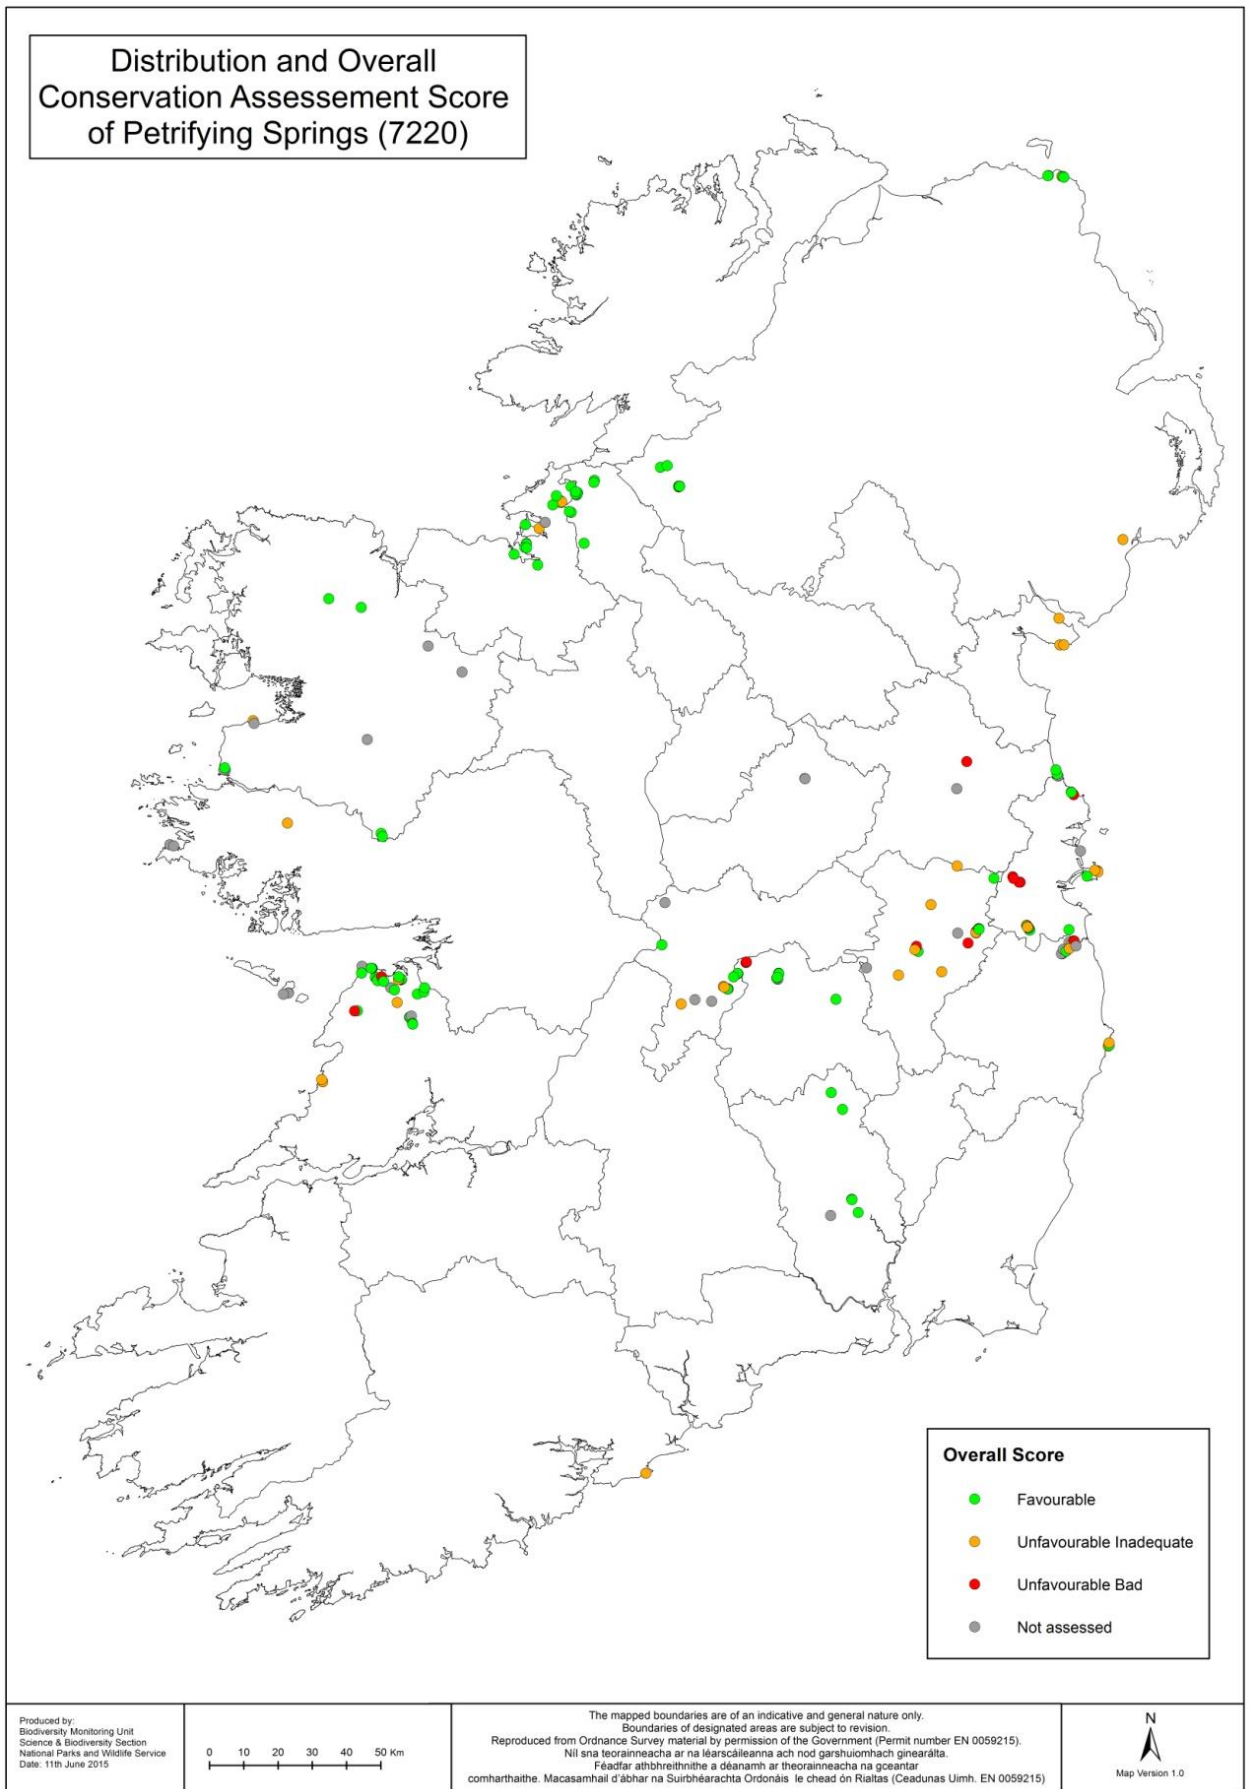 Distribution and Overall
Conservation Assessement Score
of Petrifying Springs (7220)
Overall Score
Favourable
Unfavourable Inadequate
Unfavourable Bad
Not assessed
Produced by:
Biodiversity Monitoring Unit
Science & Biodiversity Section
National Parks and Wildlife Service
Date: 11th June 2015
0 10 20 30 40 50 Km
The mapped boundaries are of an indicative and general nature only.
Boundaries of designated areas are subject to revision.
Reproduced from Ordnance Survey material by permission of the Government (Permit number EN 0059215).
Níl sna teorainneacha ar na léarscáileanna ach nod garshuiomhach ginearálta.
Féadfar athbhreithnithe a déanamh ar theorainneacha na gceantar
comharthaithe. Macasamhail d'ábhar na Suirbhéarachta Ordonáis le chead ón Rialtas (Ceadunas Uimh. EN 0059215)
N
Map Version 1.0